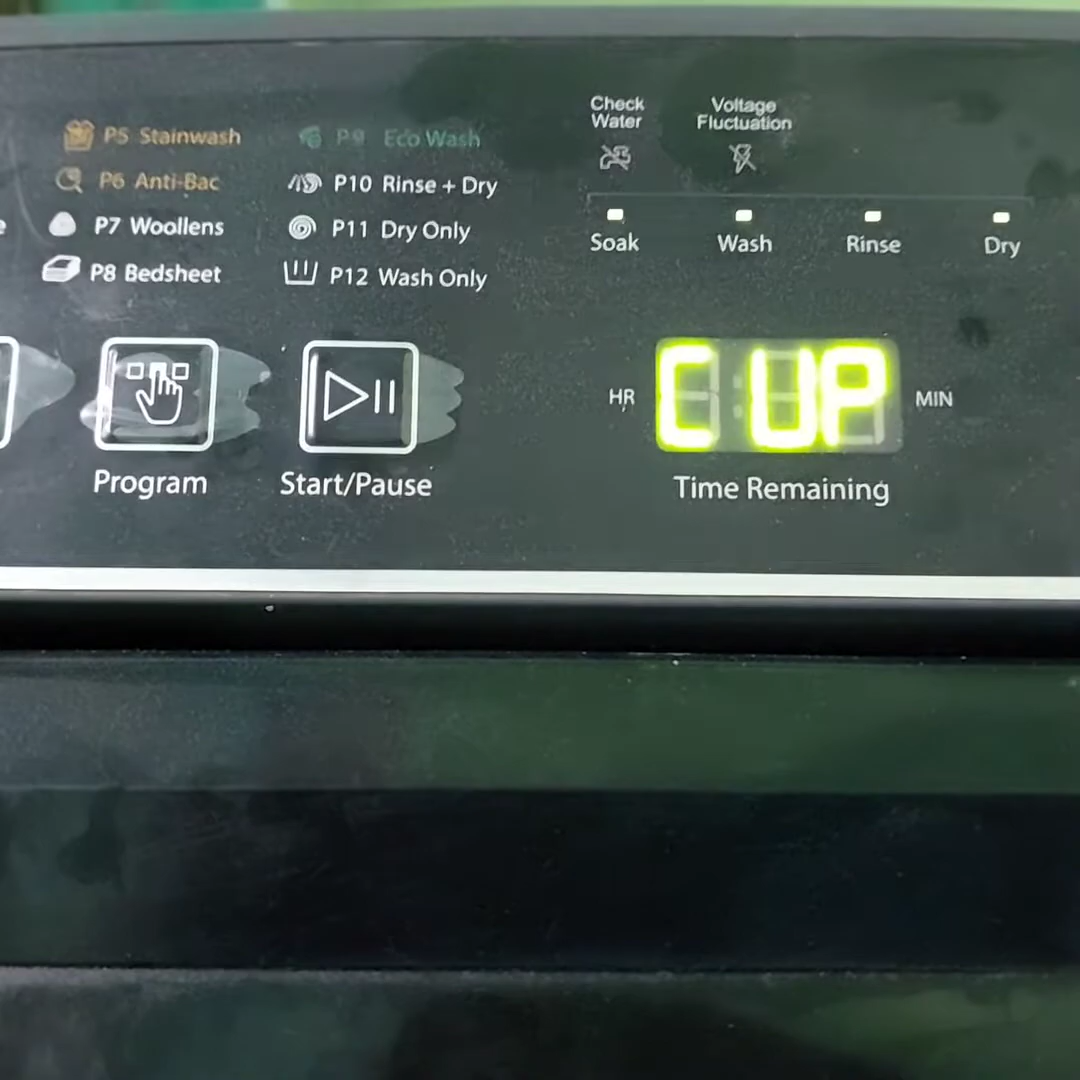 P5 Stainwash
P6 Anti-Bac
P7 Woollens
P8 Bedsheet
P9 Eco Wash
P10 Rinse + Dry
P11 Dry Only
P12 Wash Only
Check
Water
Voltage
Fluctuation
Soak
Wash
Rinse
Dry
HR
C UP
MIN
Program
Start/Pause
Time Remaining